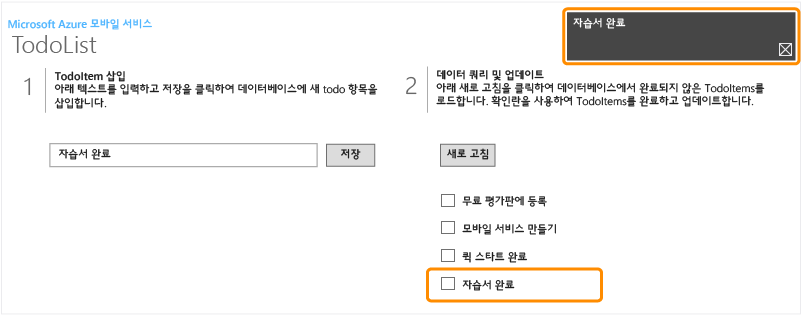 Microsoft Azure 모바일 서비스
TodoList
자습서 완료
1
TodoItem 삽입
아래 텍스트를 입력하고 저장을 클릭하여 데이터베이스에 새 todo 항목을
삽입합니다.
자습서 완료
저장
2
데이터 쿼리 및 업데이트
아래 새로 고침을 클릭하여 데이터베이스에서 완료되지 않은 TodoItems를
로드합니다. 확인란을 사용하여 TodoItems를 완료하고 업데이트합니다.
새로 고침
무료 평가판에 등록
모바일 서비스 만들기
퀵 스타트 완료
자습서 완료